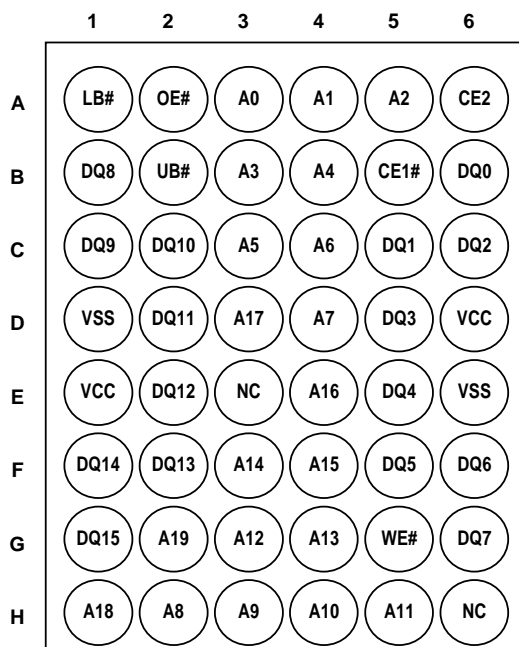 1 2 3 4 5 6
A LB# OE# A0 A1 A2 CE2
B DQ8 UB# A3 A4 CE1# DQ0
C DQ9 DQ10 A5 A6 DQ1 DQ2
D VSS DQ11 A17 A7 DQ3 VCC
E VCC DQ12 NC A16 DQ4 VSS
F DQ14 DQ13 A14 A15 DQ5 DQ6
G DQ15 A19 A12 A13 WE# DQ7
H A18 A8 A9 A10 A11 NC